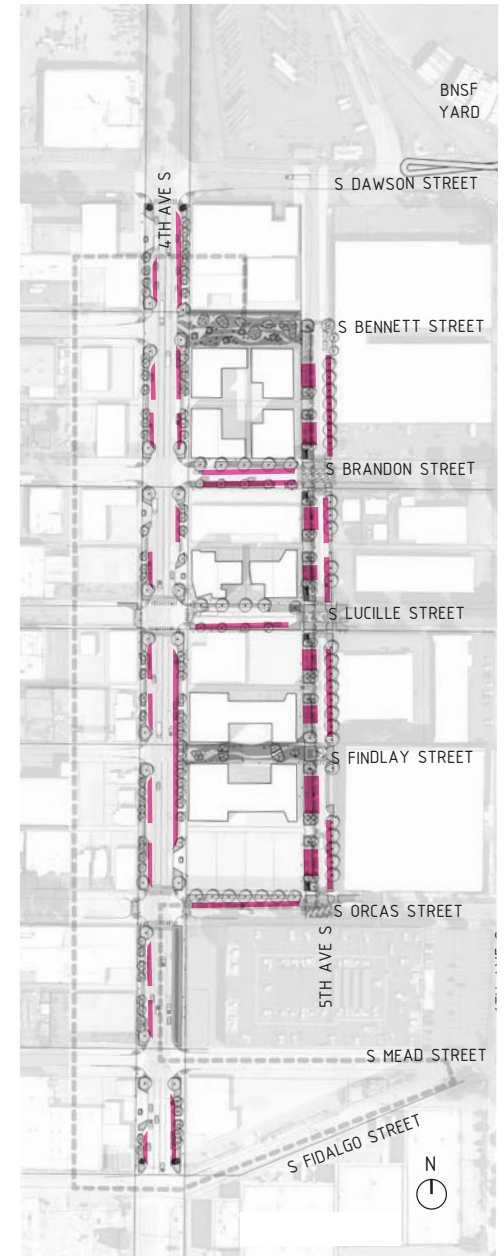 BNSF
YARD
S DAWSON STREET
4TH AVE S
S BENNETT STREET
S BRANDON STREET
S LUCILLE STREET
S FINDLAY STREET
S ORCAS STREET
5TH AVE S
S MEAD STREET
S FIDALGO STREET
N